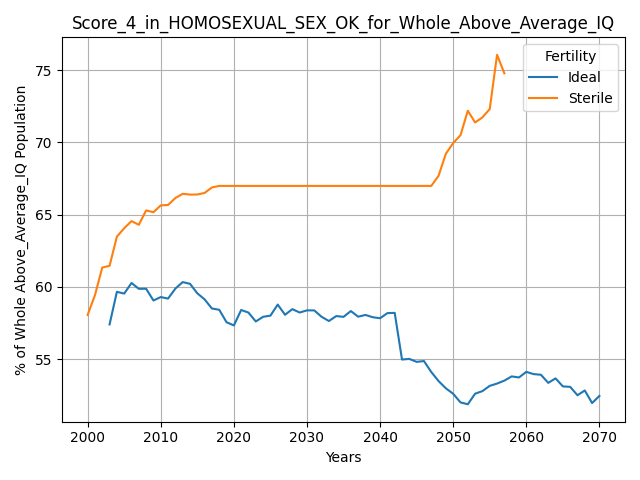 Score_4_in_HOMOSEXUAL_SEX_OK_for_Whole_Above_Average_IQ
% of Whole Above_Average_IQ Population
75
70
65
60
55
Fertility
Ideal
Sterile
2000 2010 2020 2030 2040 2050 2060 2070
Years